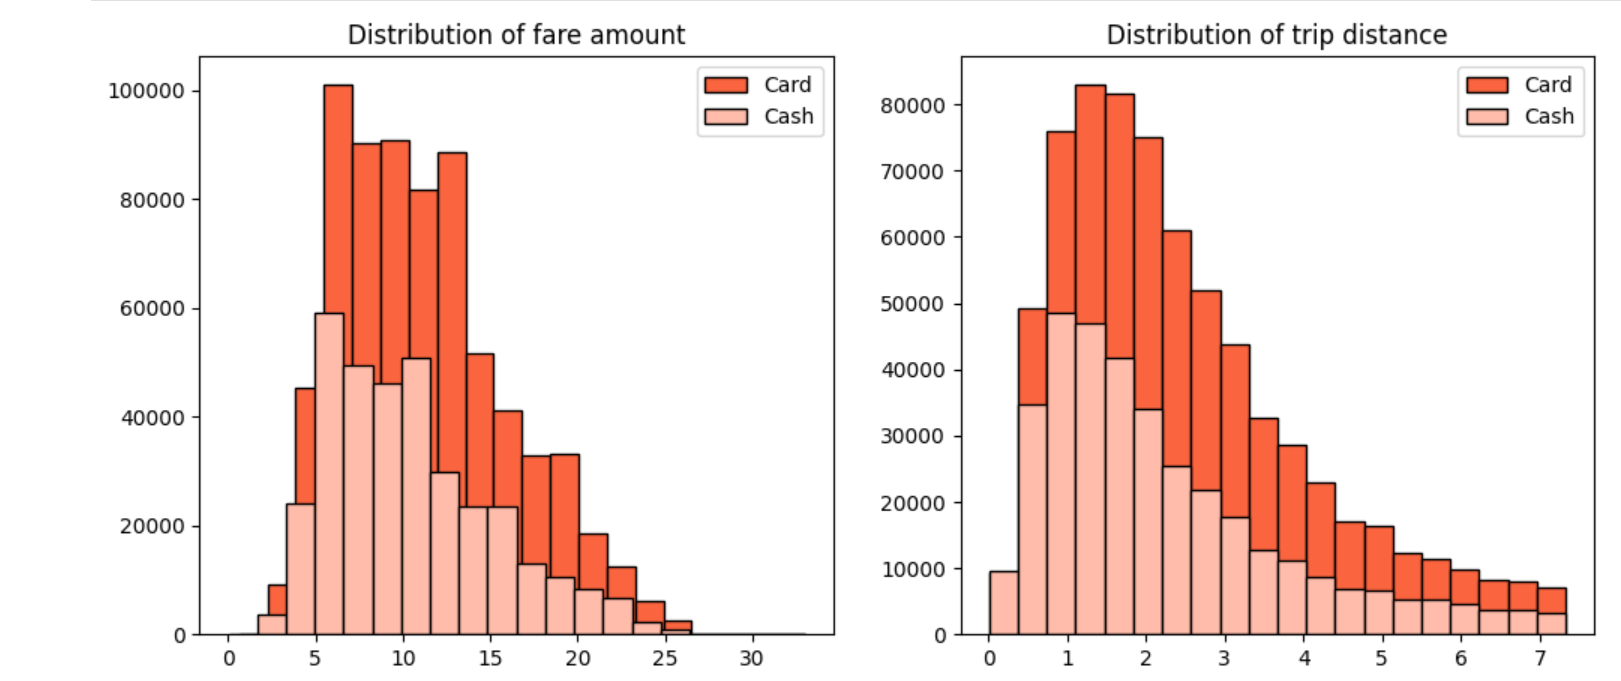 Distribution of fare amount
Card
Cash
100000
80000
60000
40000
20000
0
0 5 10 15 20 25 30
Distribution of trip distance
Card
Cash
80000
70000
60000
50000
40000
30000
20000
10000
0
0 1 2 3 4 5 6 7